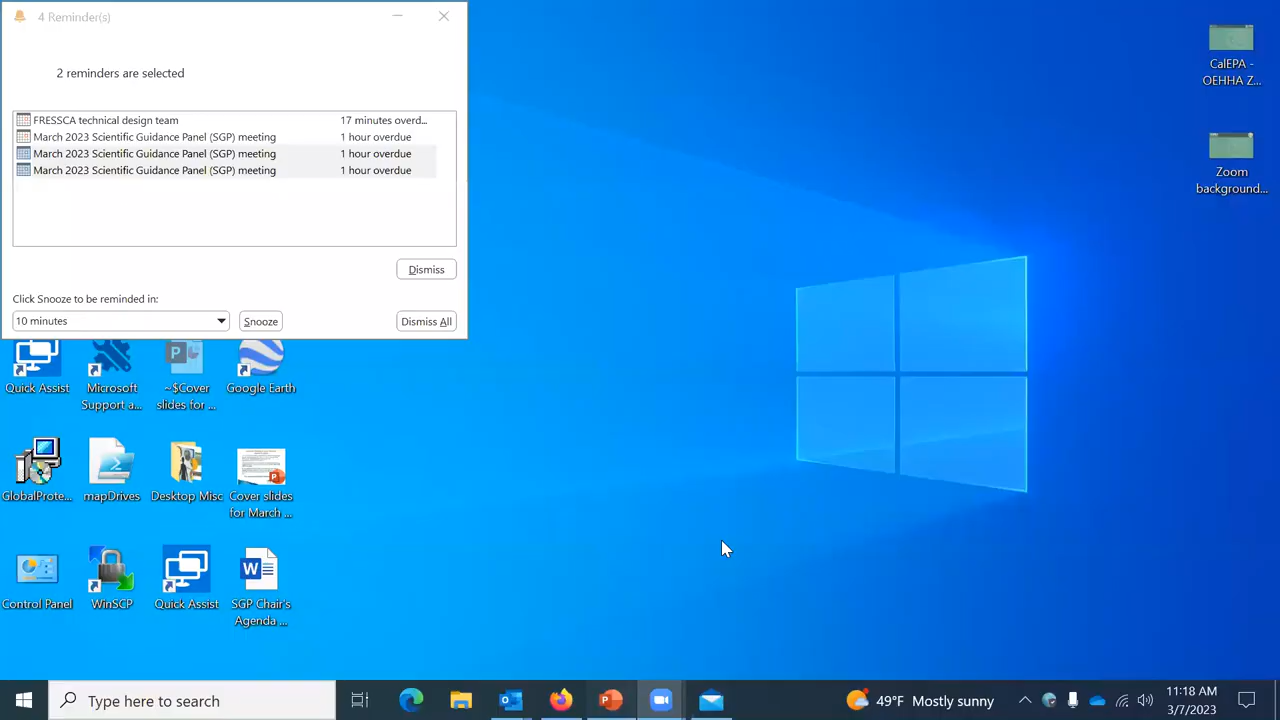 4 Reminder(s)
2 reminders are selected
FRESSCA technical design team 17 minutes overd...
March 2023 Scientific Guidance Panel (SGP) meeting 1 hour overdue
March 2023 Scientific Guidance Panel (SGP) meeting 1 hour overdue
March 2023 Scientific Guidance Panel (SGP) meeting 1 hour overdue
Dismiss
Click Snooze to be reminded in:
10 minutes
Snooze
Dismiss All
CalEPA -
OEHHA Z...
Zoom
background...
Quick Assist
Microsoft
Support a...
~$Cover
slides for ...
Google Earth
GlobalProte...
mapDrives
Desktop Misc
Cover slides
for March ...
Control Panel
WinSCP
Quick Assist
SGP Chair's
Agenda ...
Type here to search
49°F Mostly sunny
11:18 AM
3/7/2023